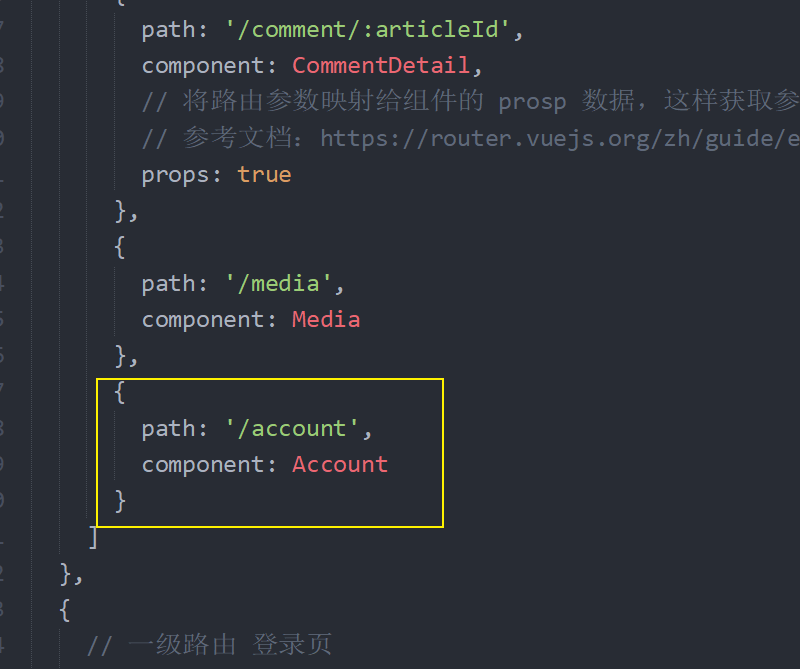 {
path: '/comment/:articleId',
component: CommentDetail,
// 将路由参数映射给组件的 prosp 数据，这样获取参
// 参考文档：https://router.vuejs.org/zh/guide/e
props: true
},
{
path: '/media',
component: Media
},
{
path: '/account',
component: Account
}
]
},
{
// 一级路由 登录页